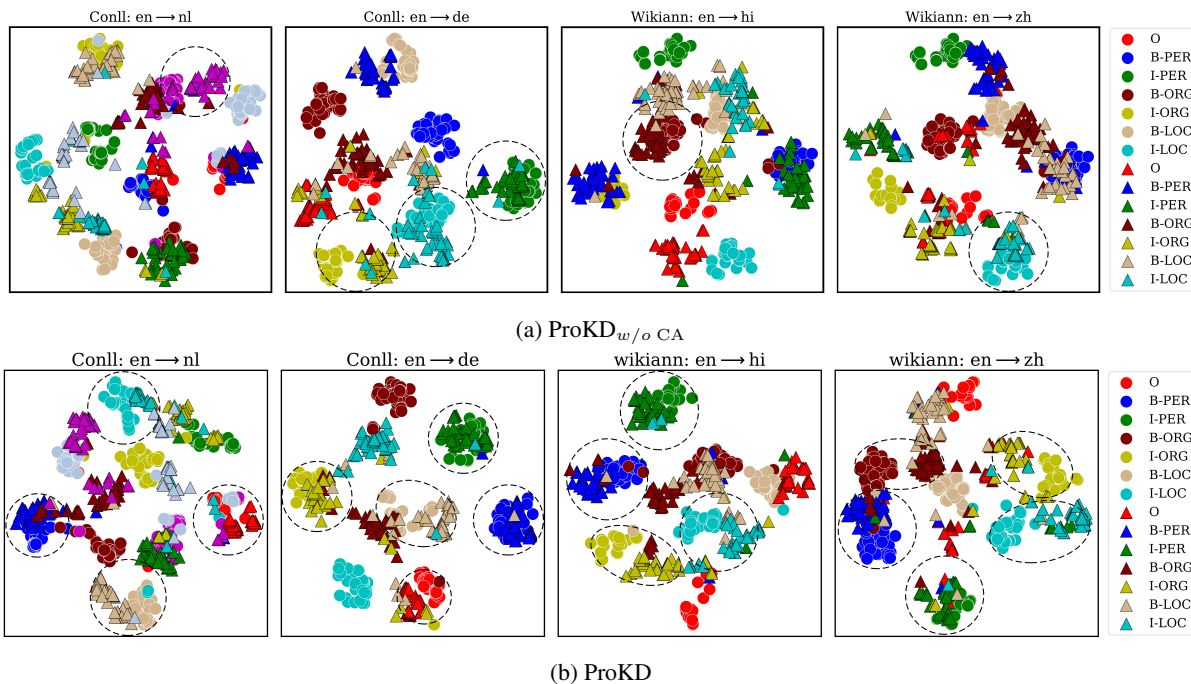 Conll: en → nl
Conll: en → de
Wikiann: en → hi
Wikiann: en → zh
O
B-PER
I-PER
B-ORG
I-ORG
B-LOC
I-LOC
O
B-PER
I-PER
B-ORG
I-ORG
B-LOC
I-LOC
(a) ProKD w/o CA
Conll: en → nl
Conll: en → de
wikiann: en → hi
wikiann: en → zh
O
B-PER
I-PER
B-ORG
I-ORG
B-LOC
I-LOC
O
B-PER
I-PER
B-ORG
I-ORG
B-LOC
I-LOC
(b) ProKD